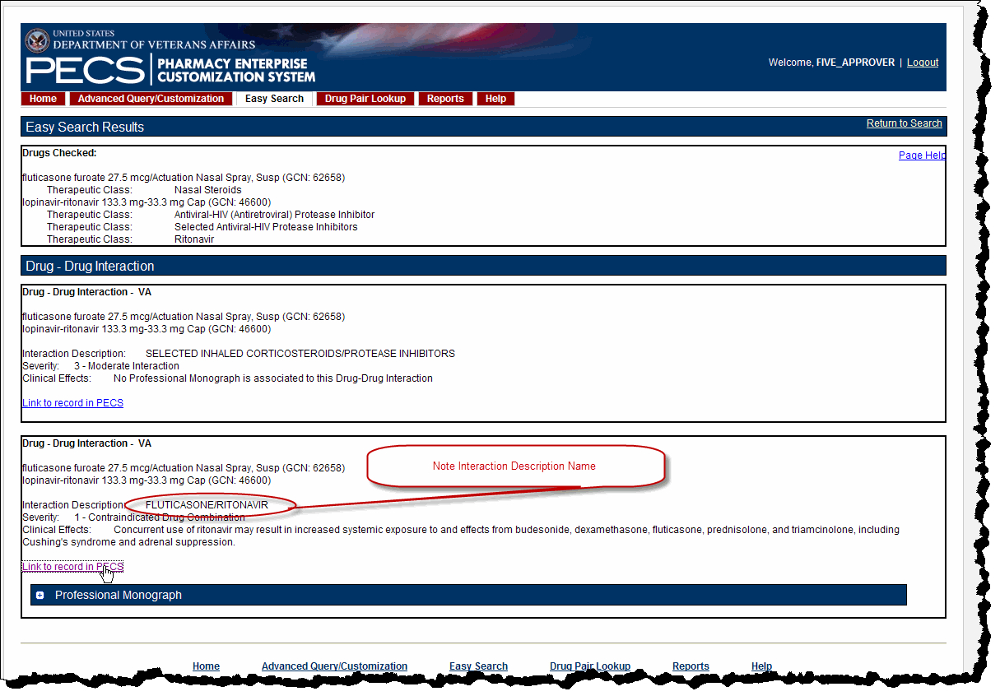 UNITED STATES
DEPARTMENT OF VETERANS AFFAIRS
PECS PHARMACY ENTERPRISE
CUSTOMIZATION SYSTEM
Welcome, FIVE_APPROVER | Logout
Home Advanced Query/Customization Easy Search Drug Pair Lookup Reports Help
Easy Search Results Return to Search
Drugs Checked: Page Help
fluticasone furoate 27.5 mcg/Actuation Nasal Spray, Susp (GCN: 62658)
Therapeutic Class: Nasal Steroids
lopinavir-ritonavir 133.3 mg-33.3 mg Cap (GCN: 46600)
Therapeutic Class: Antiviral-HIV (Antiretroviral) Protease Inhibitor
Therapeutic Class: Selected Antiviral-HIV Protease Inhibitors
Therapeutic Class: Ritonavir
Drug - Drug Interaction
Drug - Drug Interaction - VA
fluticasone furoate 27.5 mcg/Actuation Nasal Spray, Susp (GCN: 62658)
lopinavir-ritonavir 133.3 mg-33.3 mg Cap (GCN: 46600)
Interaction Description: SELECTED INHALED CORTICOSTEROIDS/PROTEASE INHIBITORS
Severity: 3 - Moderate Interaction
Clinical Effects: No Professional Monograph is associated to this Drug-Drug Interaction
Link to record in PECS
Drug - Drug Interaction - VA
Note Interaction Description Name
fluticasone furoate 27.5 mcg/Actuation Nasal Spray, Susp (GCN: 62658)
lopinavir-ritonavir 133.3 mg-33.3 mg Cap (GCN: 46600)
Interaction Description: FLUTICASONE/RITONAVIR
Severity: 1 - Contraindicated Drug Combination
Clinical Effects: Concurrent use of ritonavir may result in increased systemic exposure to and effects from budesonide, dexamethasone, fluticasone, prednisolone, and triamcinolone, including
Cushing's syndrome and adrenal suppression.
Link to record in PECS
Professional Monograph
Home Advanced Query/Customization Easy Search Drug Pair Lookup Reports Help